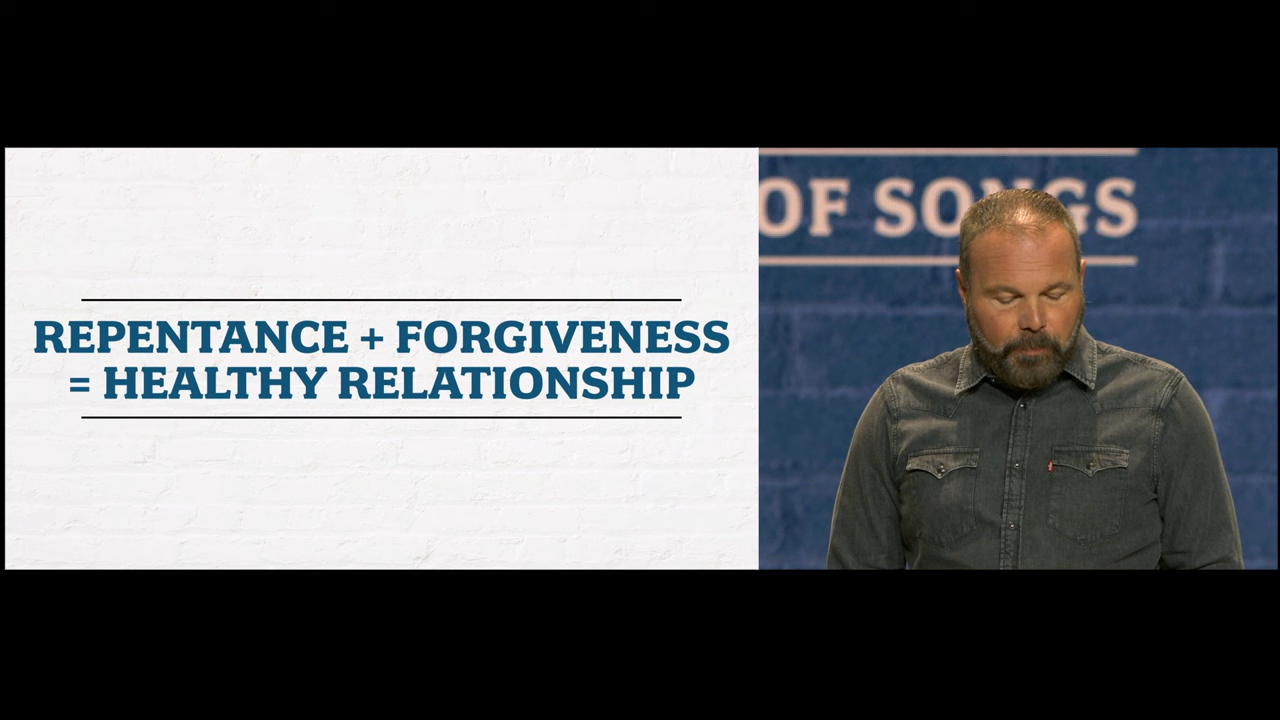 REPENTANCE + FORGIVENESS
= HEALTHY RELATIONSHIP
OF SONGS